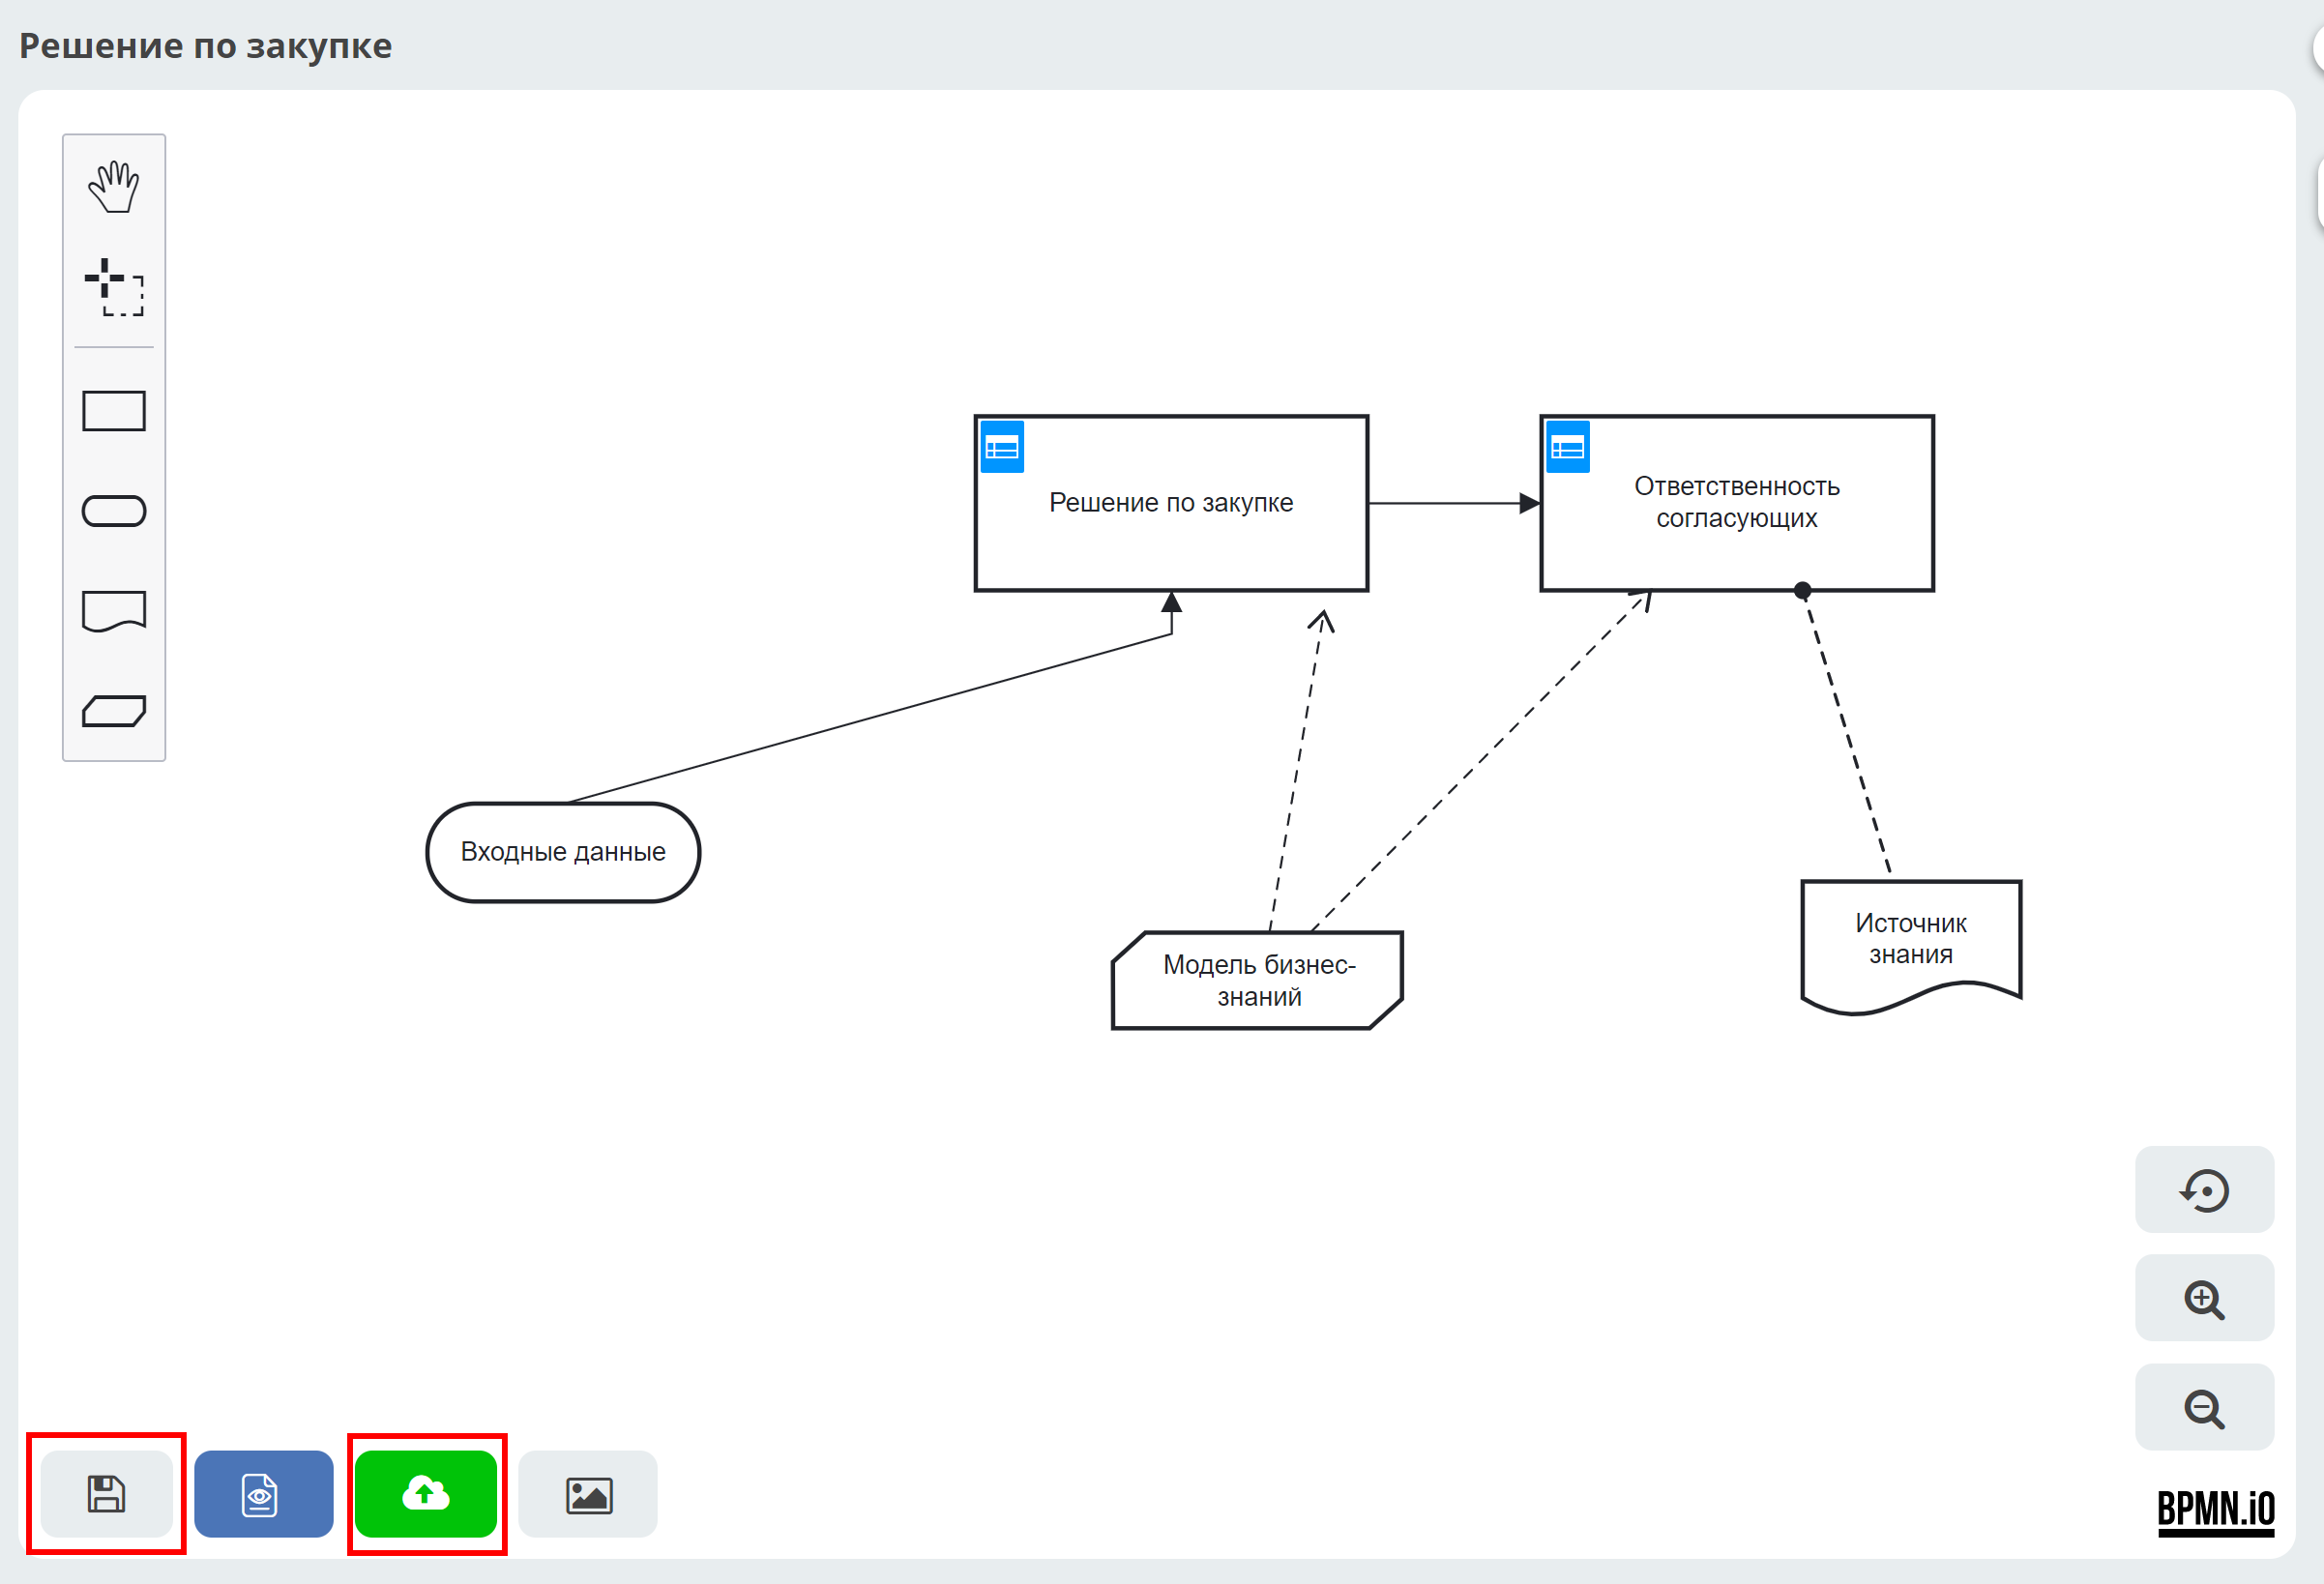 Решение по закупке
Решение по закупке
Ответственность
согласующих
Входные данные
Модель бизнес-
знаний
Источник
знания
BPMN.iO